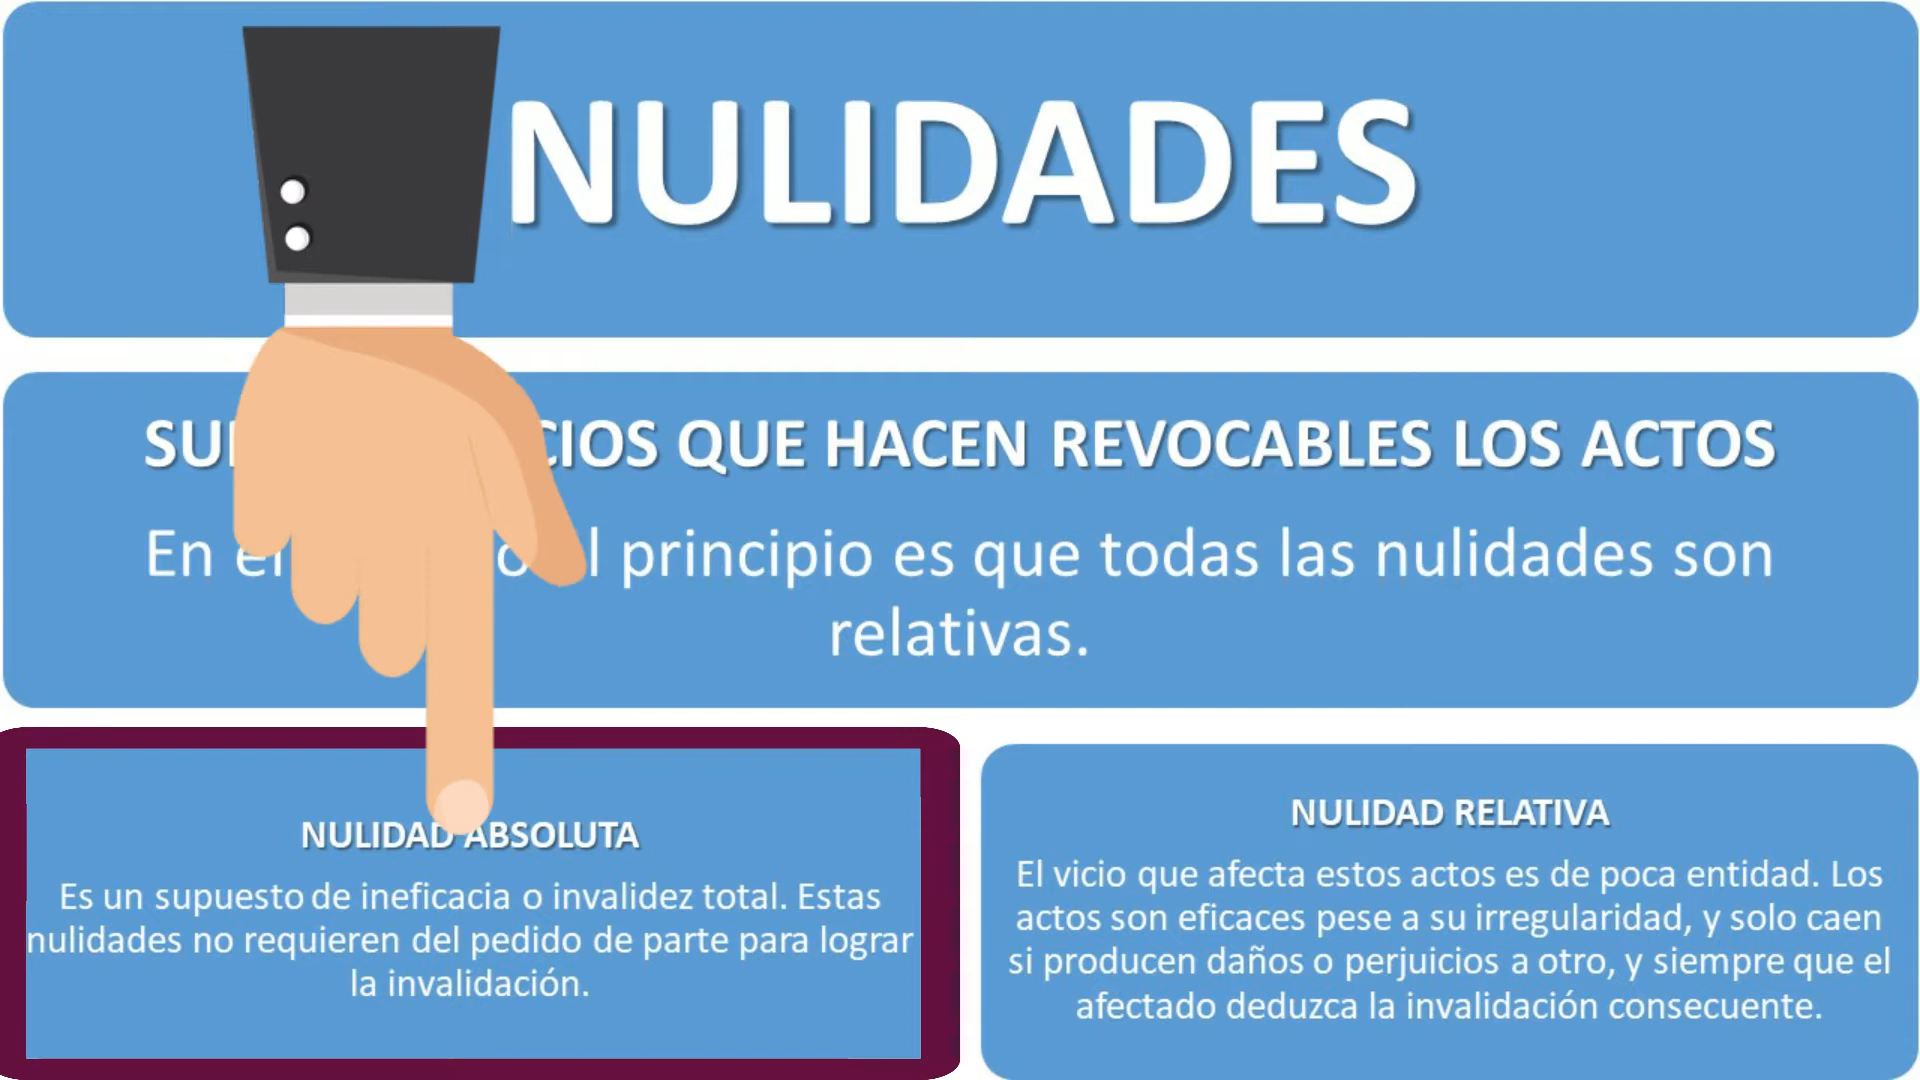 NULIDADES
QUE HACEN REVOCABLES LOS ACTOS
En principio es que todas las nulidades son
relativas.
NULIDAD ABSOLUTA
Es un supuesto de ineficacia o invalidez total. Estas
nulidades no requieren del pedido de parte para lograr
la invalidación.
NULIDAD RELATIVA
El vicio que afecta estos actos es de poca entidad. Los
actos son eficaces pese a su irregularidad, y solo caen
si producen daños o perjuicios a otro, y siempre que el
afectado deduzca la invalidación consecuente.